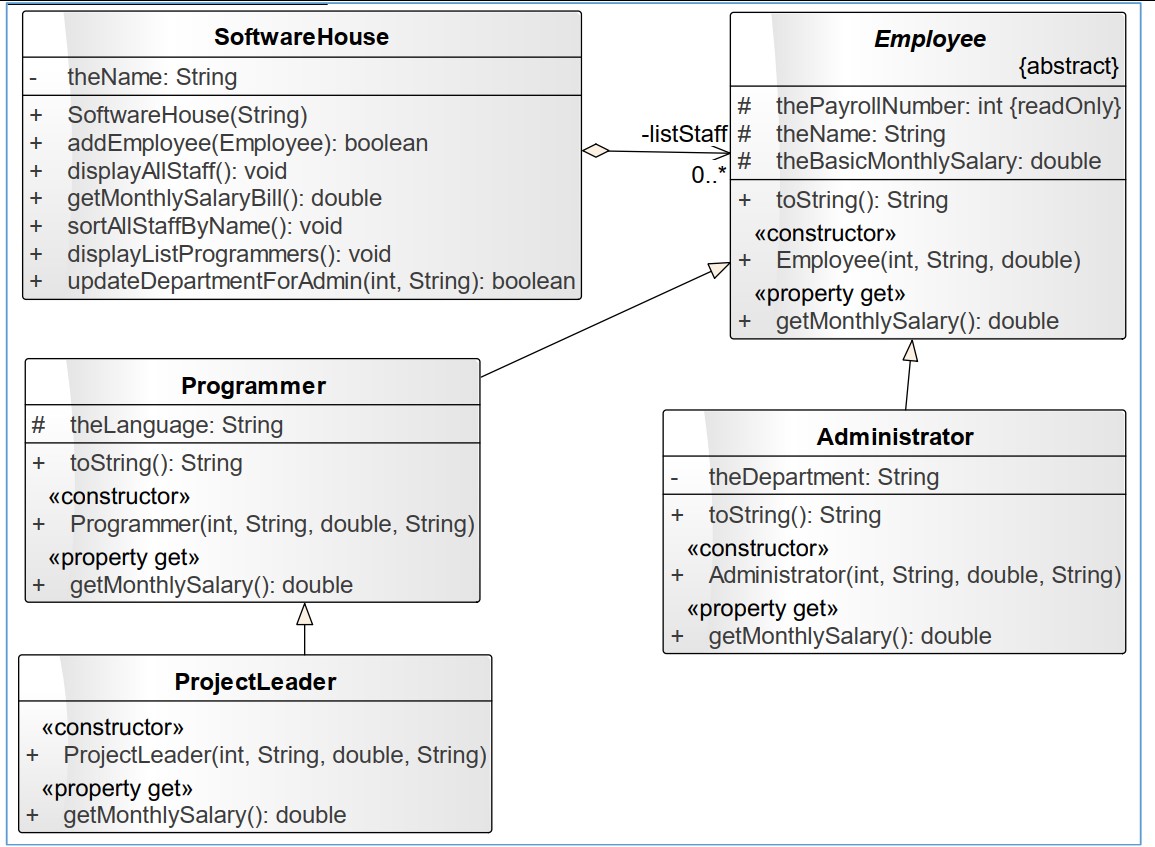 SoftwareHouse
- theName: String
+ SoftwareHouse(String)
+ addEmployee(Employee): boolean
+ displayAllStaff(): void
+ getMonthlySalaryBill(): double
+ sortAllStaffByName(): void
+ displayListProgrammers(): void
+ updateDepartmentForAdmin(int, String): boolean
-listStaff
0..*
Employee
{abstract}
# thePayrollNumber: int {readOnly}
# theName: String
# theBasicMonthlySalary: double
+ toString(): String
«constructor»
+ Employee(int, String, double)
«property get»
+ getMonthlySalary(): double
Programmer
# theLanguage: String
+ toString(): String
«constructor»
+ Programmer(int, String, double, String)
«property get»
+ getMonthlySalary(): double
Administrator
- theDepartment: String
+ toString(): String
«constructor»
+ Administrator(int, String, double, String)
«property get»
+ getMonthlySalary(): double
ProjectLeader
«constructor»
+ ProjectLeader(int, String, double, String)
«property get»
+ getMonthlySalary(): double